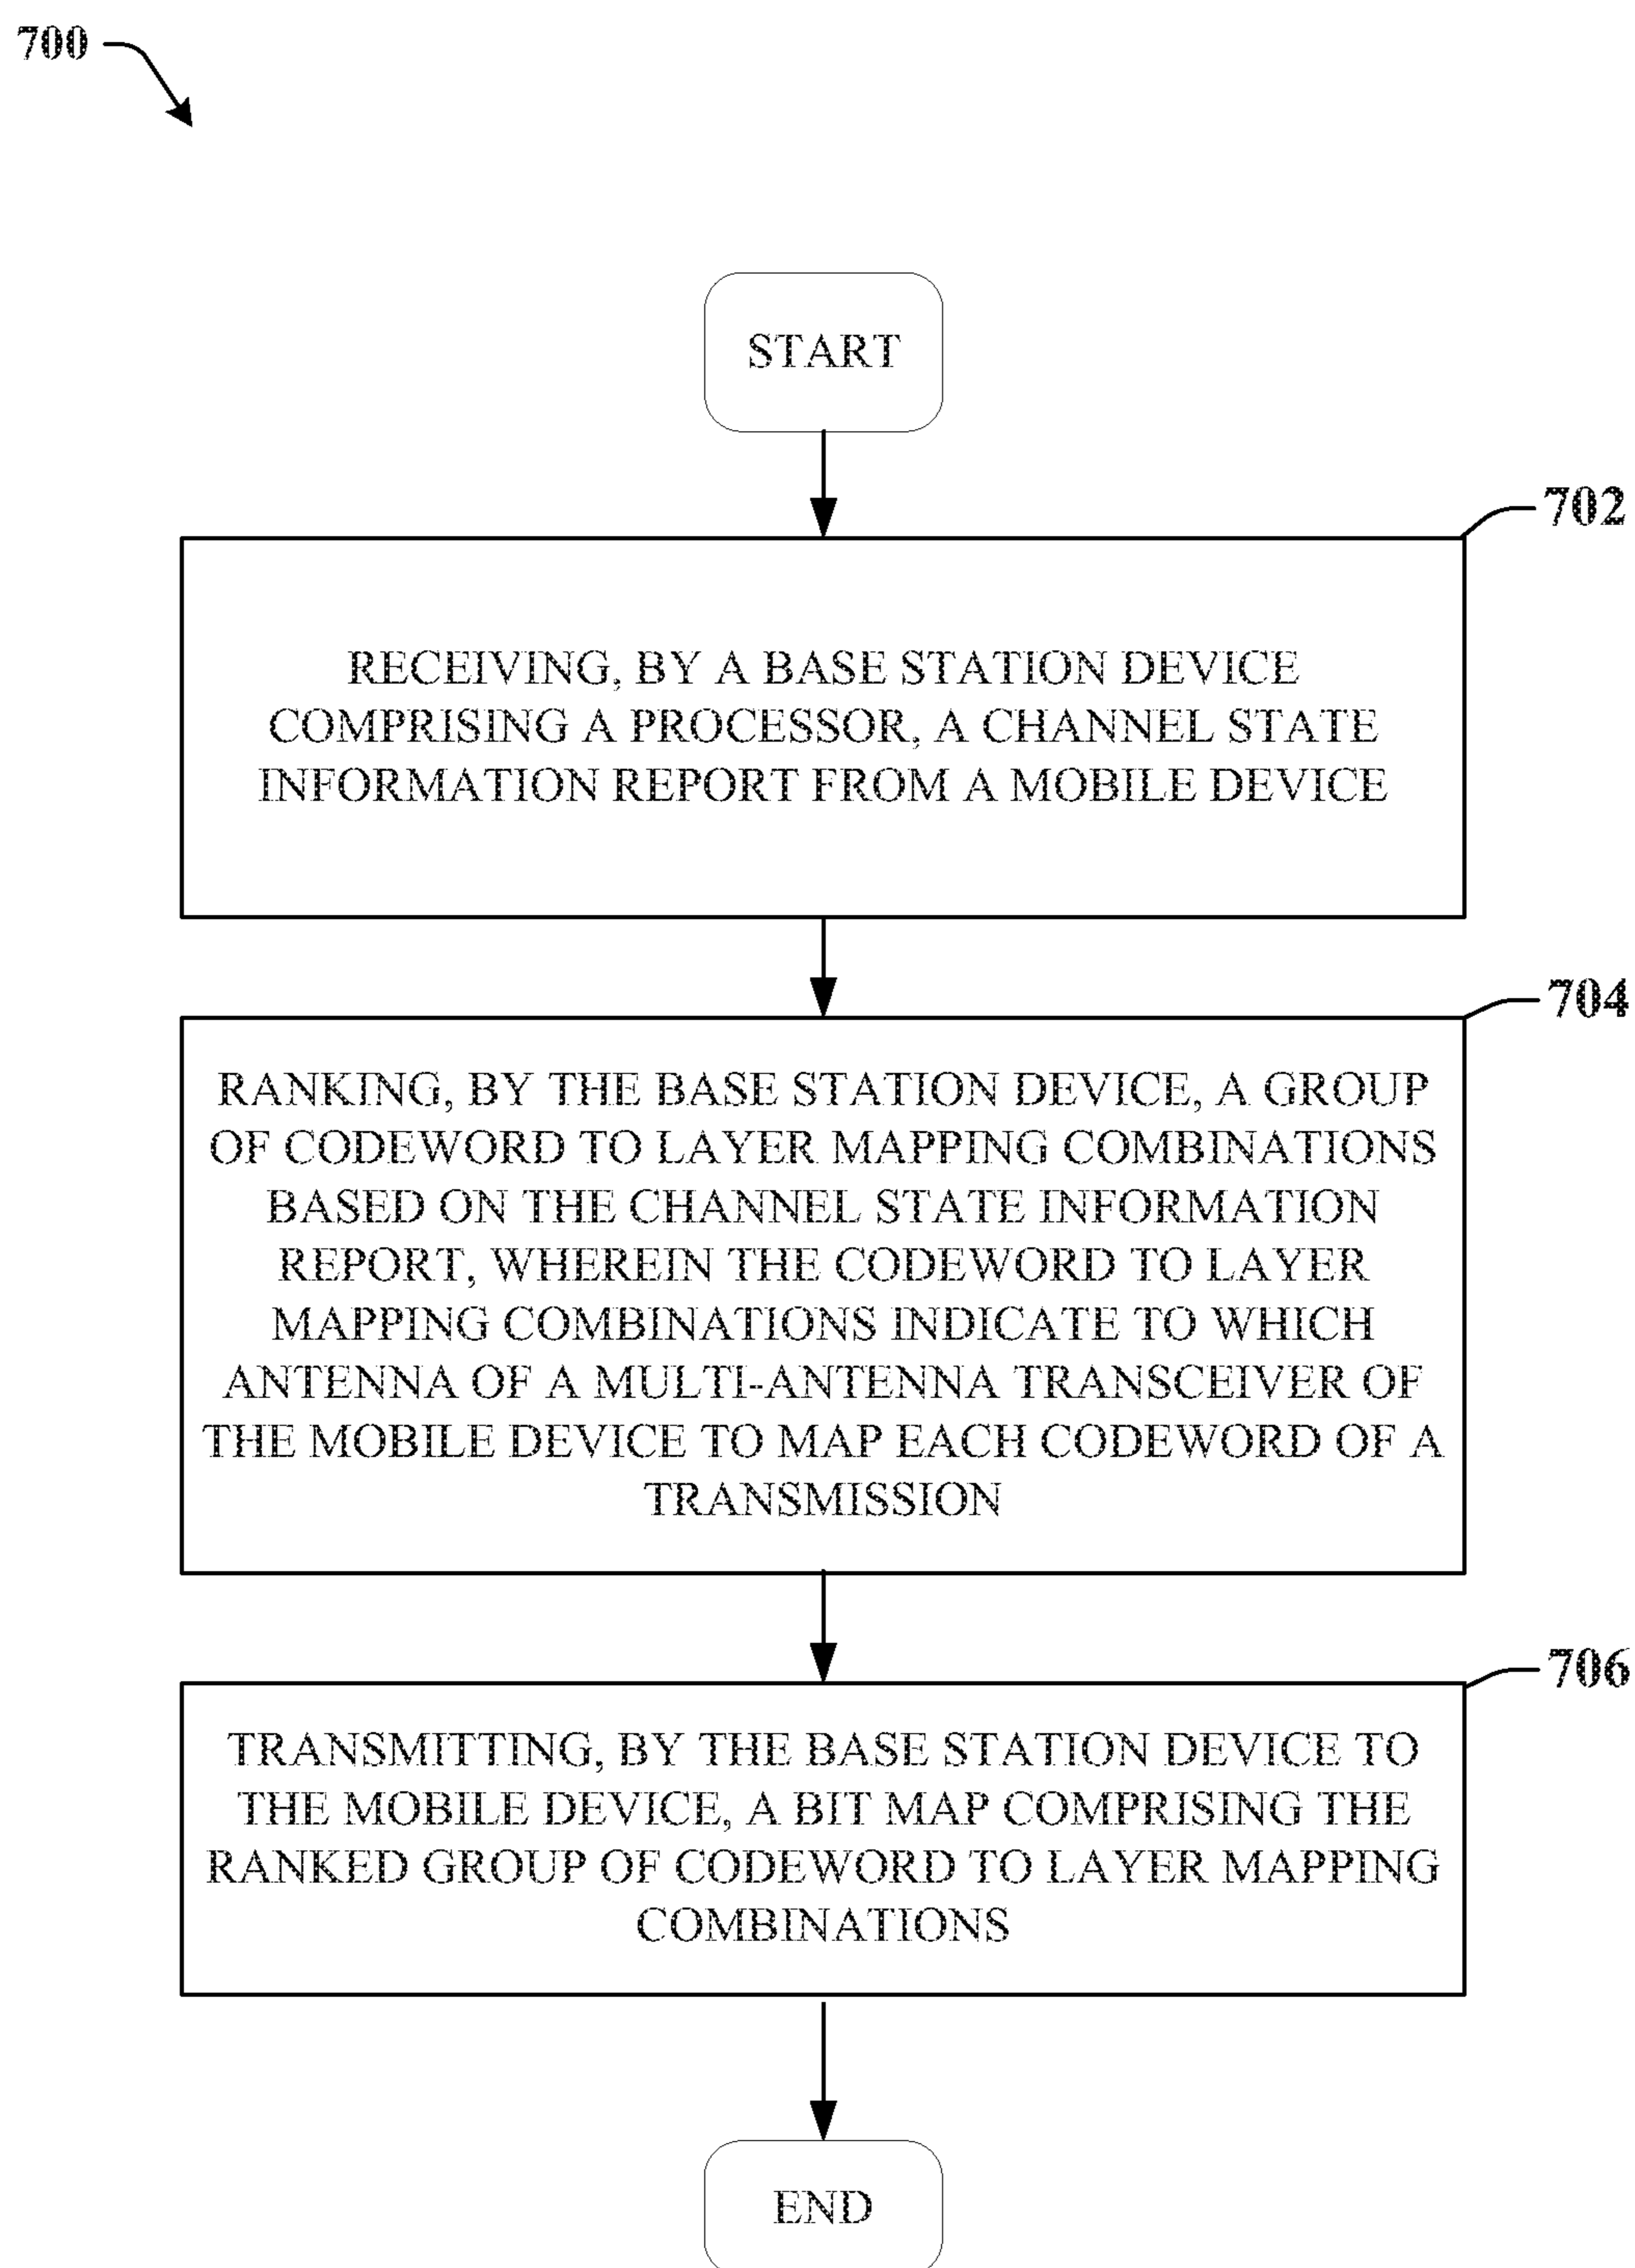 700
START
702
RECEIVING, BY A BASE STATION DEVICE
COMPRISING A PROCESSOR, A CHANNEL STATE
INFORMATION REPORT FROM A MOBILE DEVICE
704
RANKING, BY THE BASE STATION DEVICE, A GROUP
OF CODEWORD TO LAYER MAPPING COMBINATIONS
BASED ON THE CHANNEL STATE INFORMATION
REPORT, WHEREIN THE CODEWORD TO LAYER
MAPPING COMBINATIONS INDICATE TO WHICH
ANTENNA OF A MULTI-ANTENNA TRANSCEIVER OF
THE MOBILE DEVICE TO MAP EACH CODEWORD OF A
TRANSMISSION
706
TRANSMITTING, BY THE BASE STATION DEVICE TO
THE MOBILE DEVICE, A BIT MAP COMPRISING THE
RANKED GROUP OF CODEWORD TO LAYER MAPPING
COMBINATIONS
END